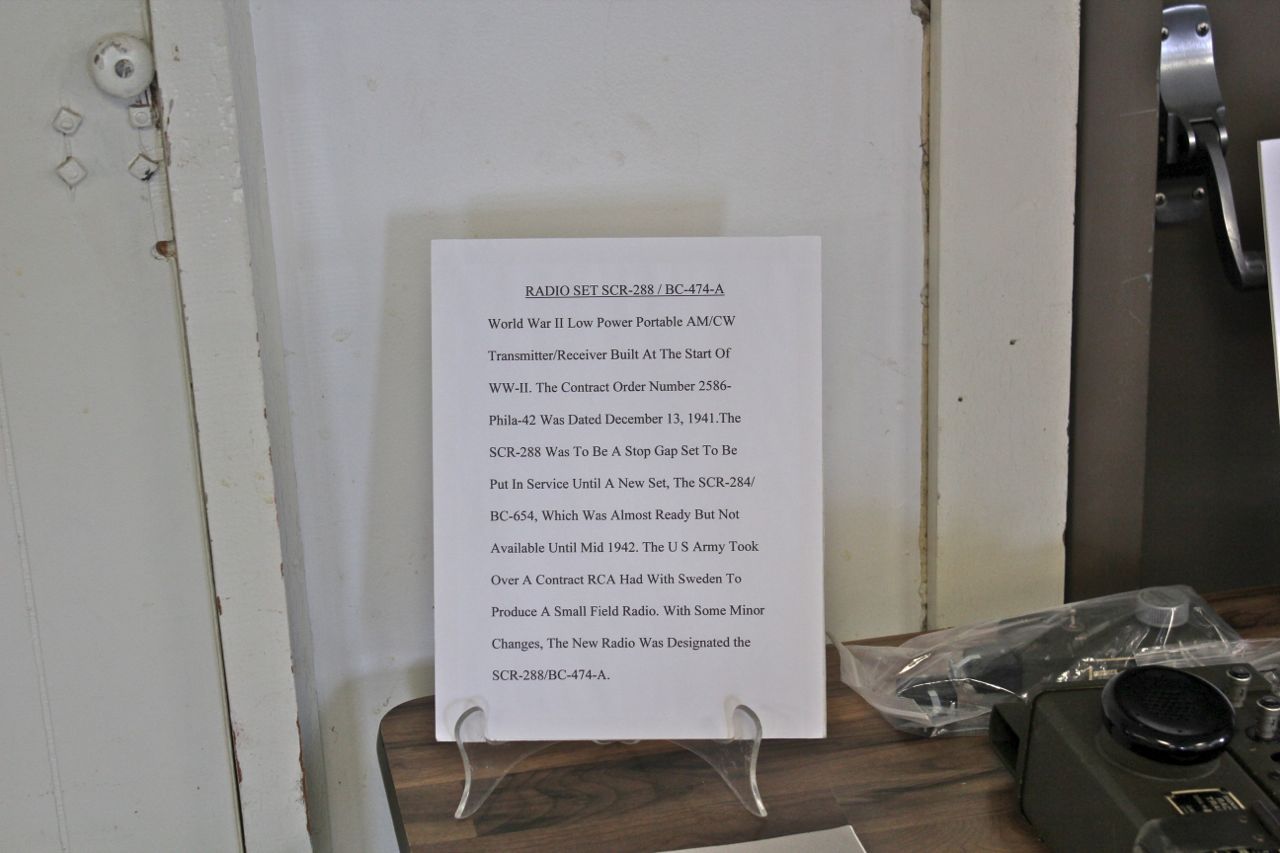 RADIO SET SCR-288 / BC-474-A
World War II Low Power Portable AM/CW
Transmitter/Receiver Built At The Start Of
WW-II. The Contract Order Number 2586-
Phila-42 Was Dated December 13, 1941.The
SCR-288 Was To Be A Stop Gap Set To Be
Put In Service Until A New Set, The SCR-284/
BC-654, Which Was Almost Ready But Not
Available Until Mid 1942. The U S Army Took
Over A Contract RCA Had With Sweden To
Produce A Small Field Radio. With Some Minor
Changes, The New Radio Was Designated the
SCR-288/BC-474-A.